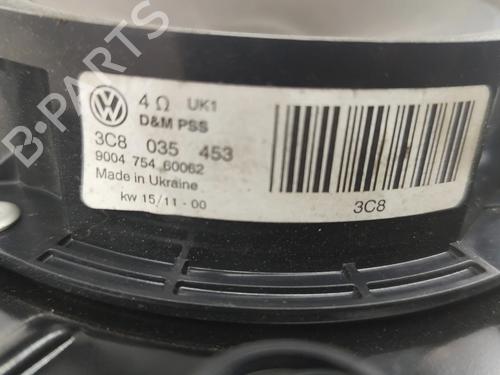 B-PARTS
4 Ω UK1
D&M PSS
3C8 035 453
9004 754 60062
Made in Ukraine
kw 15/11 - 00
3C8